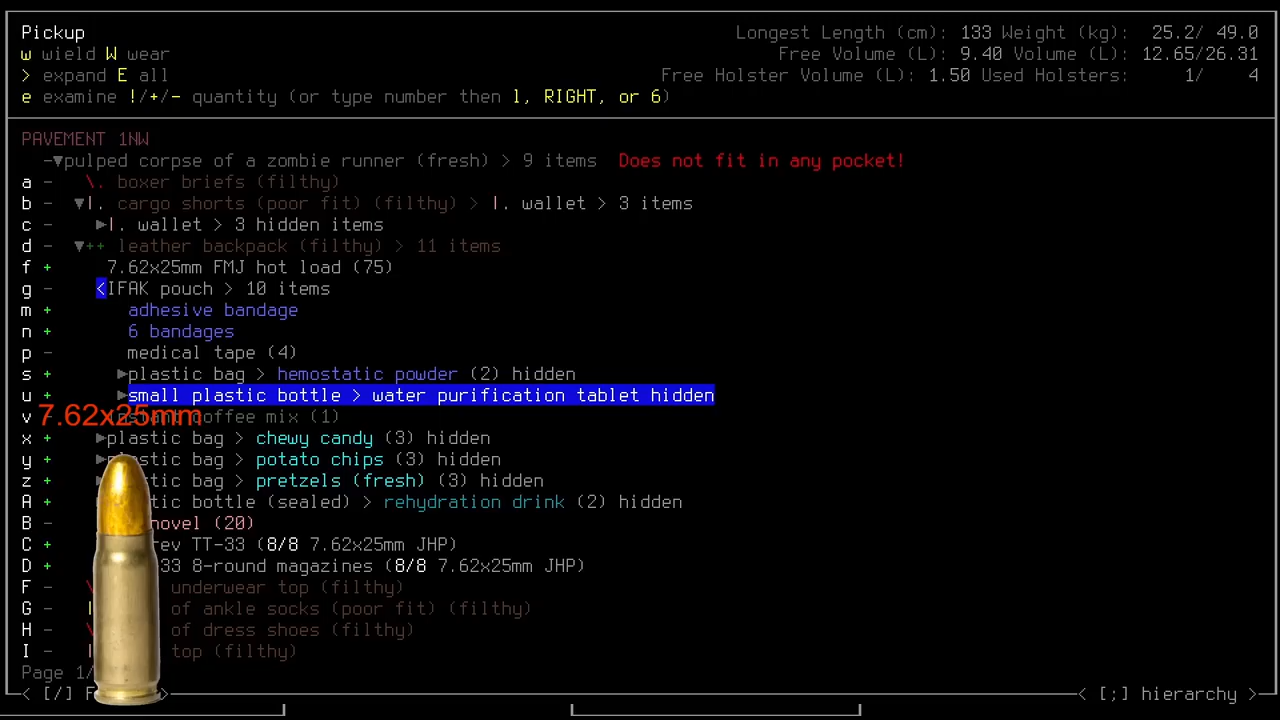 Pickup Longest Length (cm): 133 Weight (kg): 25.2/ 49.0
w wield W wear Free Volume (L): 9.40 Volume (L): 12.65/26.31
> expand E all Free Holster Volume (L): 1.50 Used Holsters: 1/ 4
e examine !/+/- quantity (or type number then l, RIGHT, or 6)
PAVEMENT 1NW
-▼pulped corpse of a zombie runner (fresh) > 9 items Does not fit in any pocket!
a - \. boxer briefs (filthy)
b - ▼|. cargo shorts (poor fit) (filthy) > |. wallet > 3 items
c - ▶|. wallet > 3 hidden items
d - ▼++ leather backpack (filthy) > 11 items
f + 7.62x25mm FMJ hot load (75)
g - <IFAK pouch > 10 items
m + adhesive bandage
n + 6 bandages
p - medical tape (4)
s + ▶plastic bag > hemostatic powder (2) hidden
u + ▶small plastic bottle > water purification tablet hidden
7.62x25mm
v coffee mix (1)
x + ▶plastic bag > chewy candy (3) hidden
y + ▶plastic bag > potato chips (3) hidden
z + bag > pretzels (fresh) (3) hidden
A + bottle (sealed) > rehydration drink (2) hidden
B - novel (20)
C + TT-33 (8/8 7.62x25mm JHP)
D + 8-round magazines (8/8 7.62x25mm JHP)
F - underwear top (filthy)
G - of ankle socks (poor fit) (filthy)
H - of dress shoes (filthy)
I - top (filthy)
Page 1/
< [/] F > < [;] hierarchy >